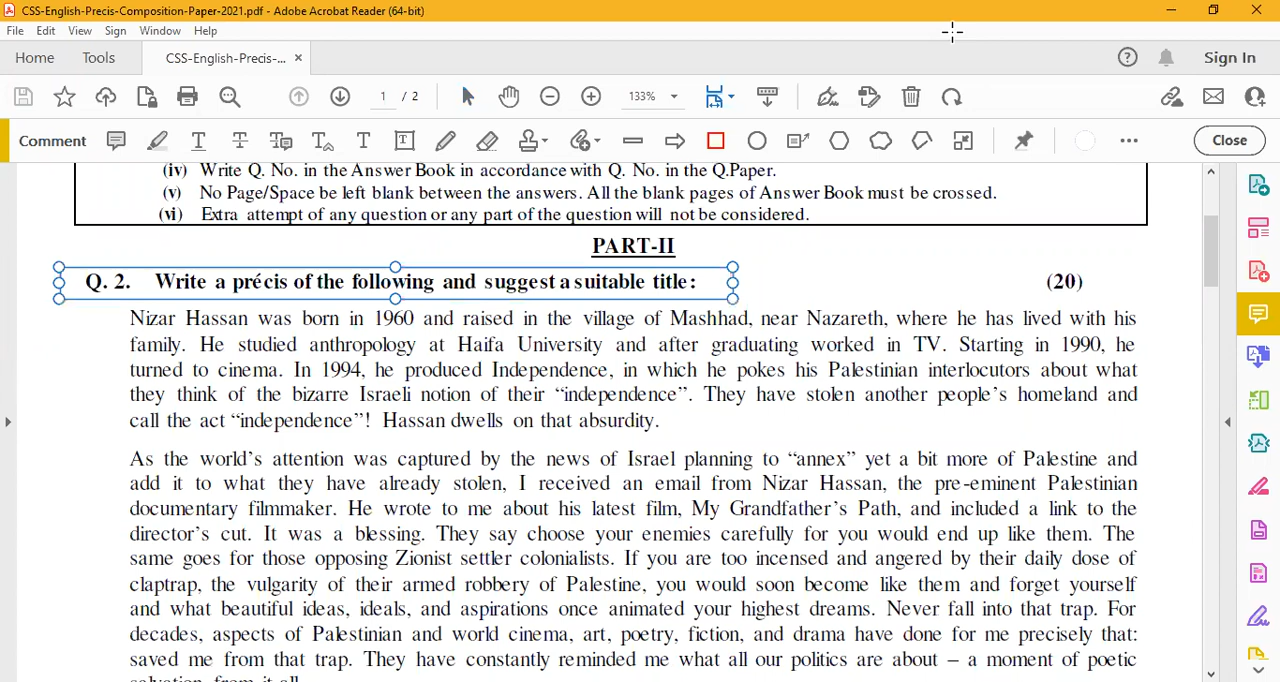 CSS-English-Precis-Composition-Paper-2021.pdf - Adobe Acrobat Reader (64-bit)
File Edit View Sign Window Help
Home Tools CSS-English-Precis-... × Sign In
1 / 2 133%
Comment Close
(iv) Write Q. No. in the Answer Book in accordance with Q. No. in the Q.Paper.
(v) No Page/Space be left blank between the answers. All the blank pages of Answer Book must be crossed.
(vi) Extra attempt of any question or any part of the question will not be considered.
PART-II
Q. 2. Write a précis of the following and suggest a suitable title: (20)
Nizar Hassan was born in 1960 and raised in the village of Mashhad, near Nazareth, where he has lived with his
family. He studied anthropology at Haifa University and after graduating worked in TV. Starting in 1990, he
turned to cinema. In 1994, he produced Independence, in which he pokes his Palestinian interlocutors about what
they think of the bizarre Israeli notion of their “independence”. They have stolen another people’s homeland and
call the act “independence”! Hassan dwells on that absurdity.
As the world’s attention was captured by the news of Israel planning to “annex” yet a bit more of Palestine and
add it to what they have already stolen, I received an email from Nizar Hassan, the pre-eminent Palestinian
documentary filmmaker. He wrote to me about his latest film, My Grandfather’s Path, and included a link to the
director’s cut. It was a blessing. They say choose your enemies carefully for you would end up like them. The
same goes for those opposing Zionist settler colonialists. If you are too incensed and angered by their daily dose of
claptrap, the vulgarity of their armed robbery of Palestine, you would soon become like them and forget yourself
and what beautiful ideas, ideals, and aspirations once animated your highest dreams. Never fall into that trap. For
decades, aspects of Palestinian and world cinema, art, poetry, fiction, and drama have done for me precisely that:
saved me from that trap. They have constantly reminded me what all our politics are about – a moment of poetic
salvation from it all.